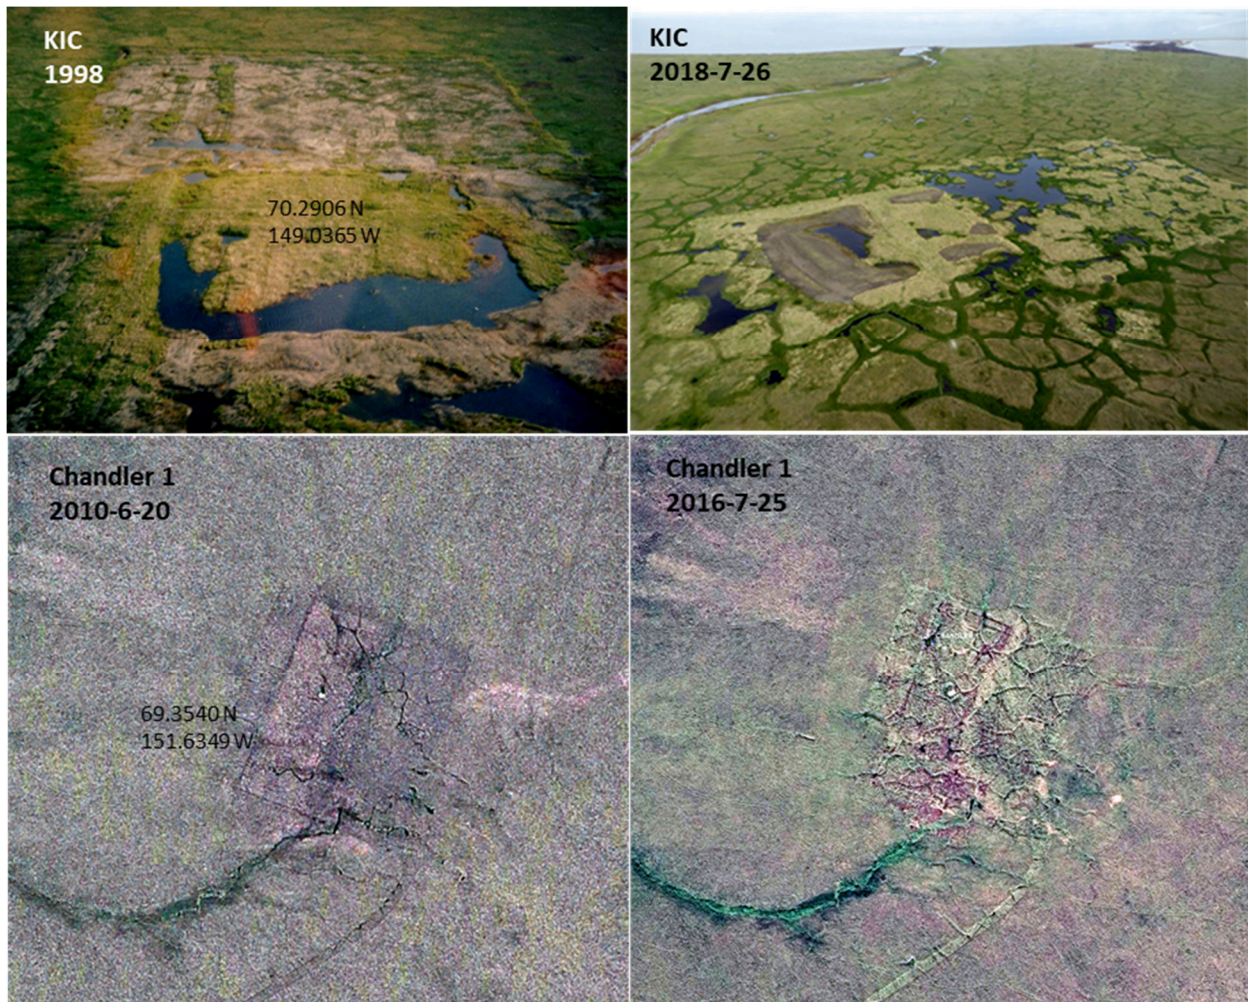 KIC
1998
70.2906 N
149.0365 W
KIC
2018-7-26
Chandler 1
2010-6-20
69.3540 N
151.6349 W
Chandler 1
2016-7-25